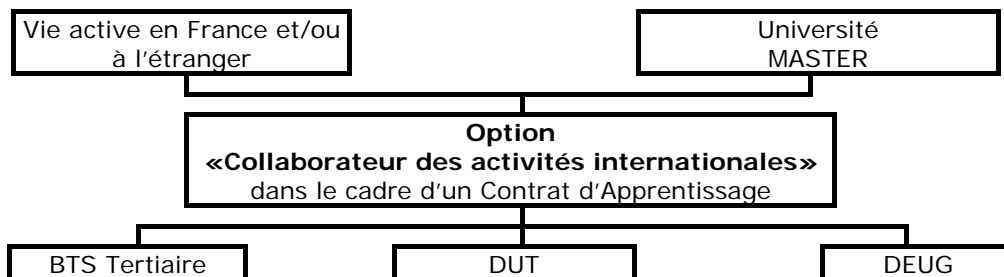 Vie active en France et/ou
à l'étranger
Université
MASTER
Option
«Collaborateur des activités internationales»
dans le cadre d'un Contrat d'Apprentissage
BTS Tertiaire
DUT
DEUG